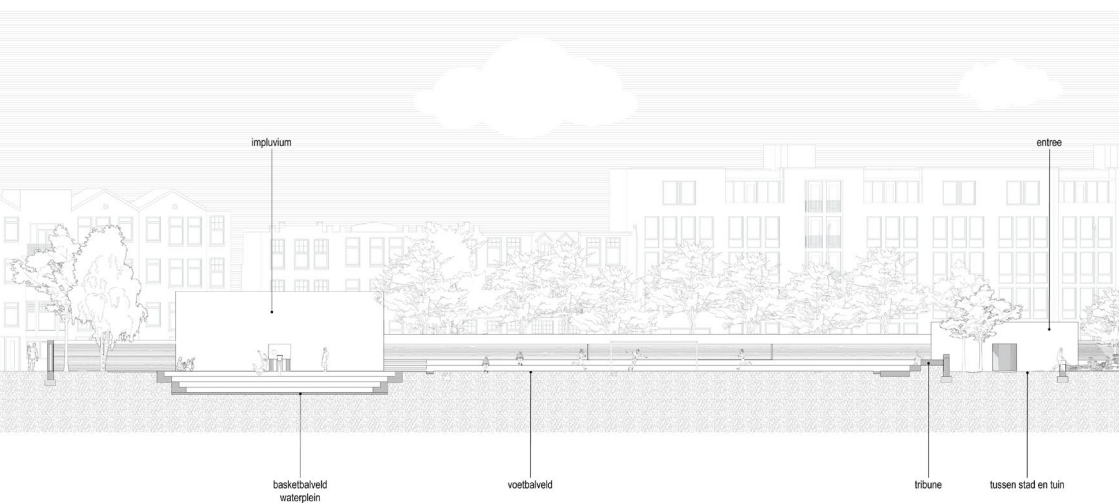 impluvium
entree
basketbalveld
waterplein
voetbalveld
tribune
tussen stad en tuin